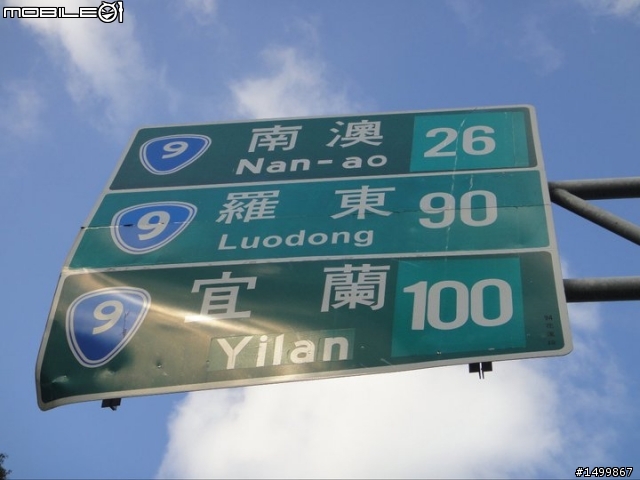 MOBILE01
9 南澳 26
Nan-ao
9 羅東 90
Luodong
9 宜蘭 100
Yilan
#1499867